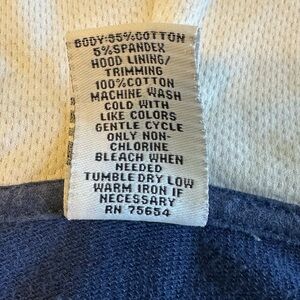 BODY:95%COTTON
5%SPANDEX
HOOD LINING/
TRIMMING
100%COTTON
MACHINE WASH
COLD WITH
LIKE COLORS
GENTLE CYCLE
ONLY NON-
CHLORINE
BLEACH WHEN
NEEDED
TUMBLE DRY LOW
WARM IRON IF
NECESSARY
RN 75654